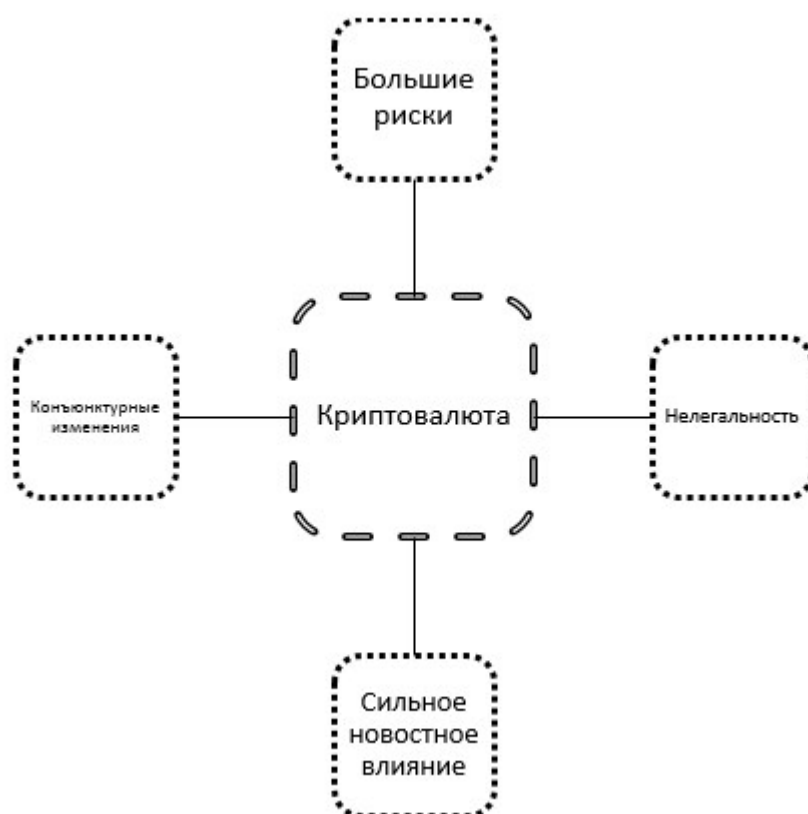 Большие
риски
Конъюнктурные
изменения
Криптовалюта
Нелегальность
Сильное
новостное
влияние